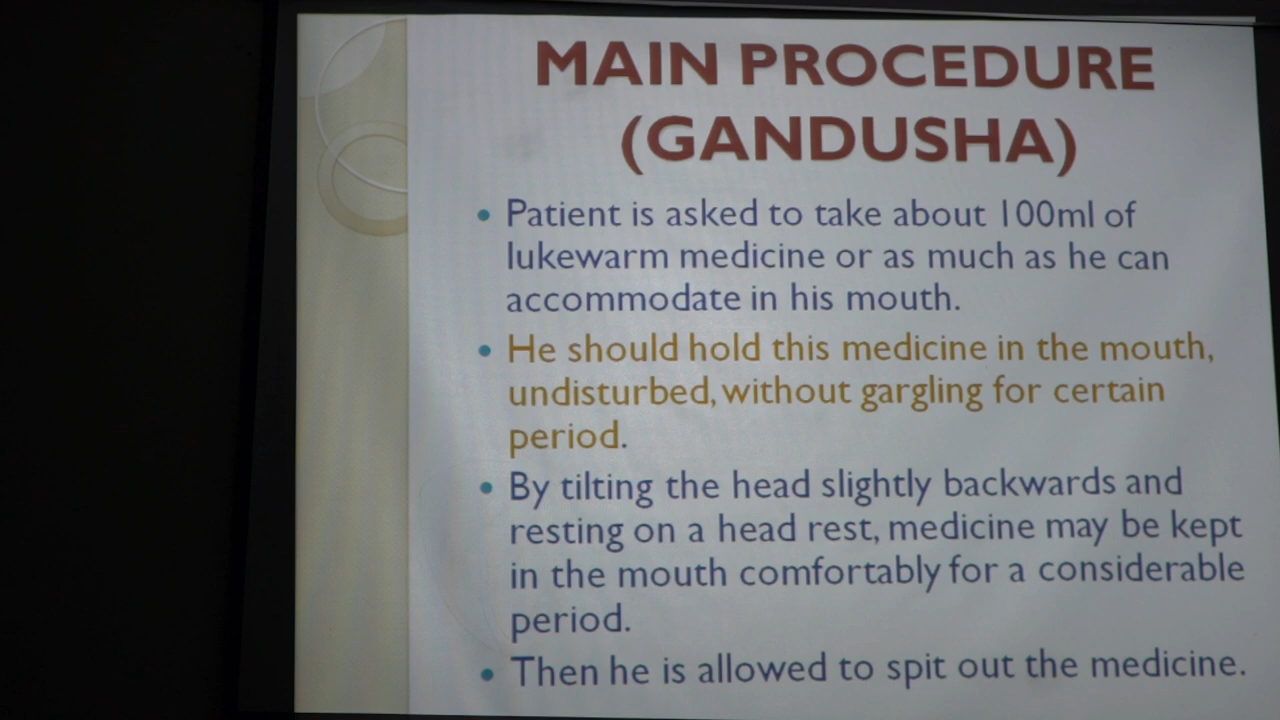 MAIN PROCEDURE
(GANDUSHA)
• Patient is asked to take about 100ml of
lukewarm medicine or as much as he can
accommodate in his mouth.
• He should hold this medicine in the mouth,
undisturbed, without gargling for certain
period.
• By tilting the head slightly backwards and
resting on a head rest, medicine may be kept
in the mouth comfortably for a considerable
period.
• Then he is allowed to spit out the medicine.